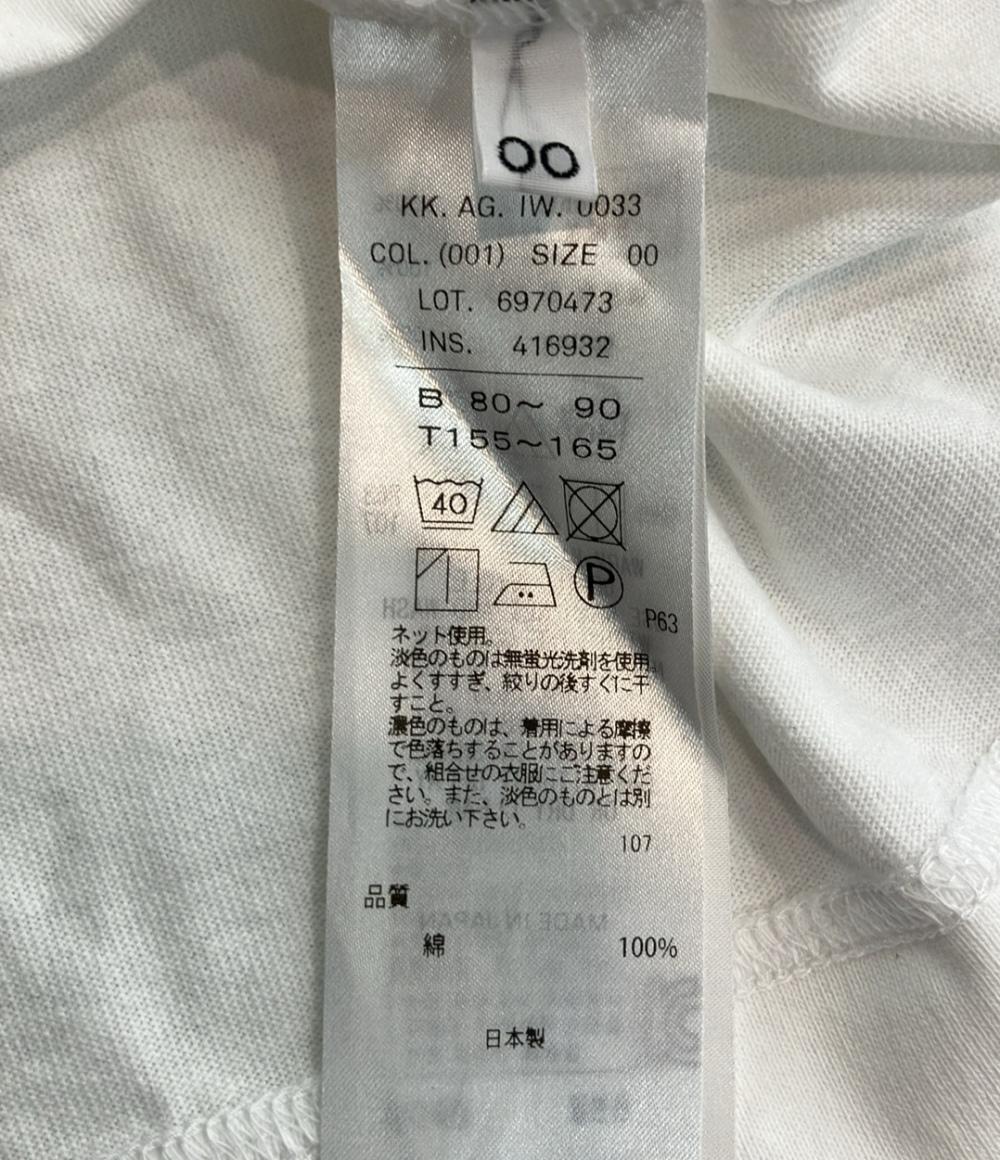 OO
KK. AG. IW. 0033
COL. (001) SIZE 00
LOT. 6970473
INS. 416932
B 80~ 90
T155~165
40
P
P63
ネット使用。
淡色のものは無蛍光洗剤を使用
よくすすぎ、絞りの後すぐに干
すこと。
濃色のものは、着用による摩擦
で色落ちすることがありますの
で、組合せの衣服にご注意くだ
さい。また、淡色のものとは別
にお洗い下さい。
107
品質
綿 100%
日本製
MADE IN JAPAN